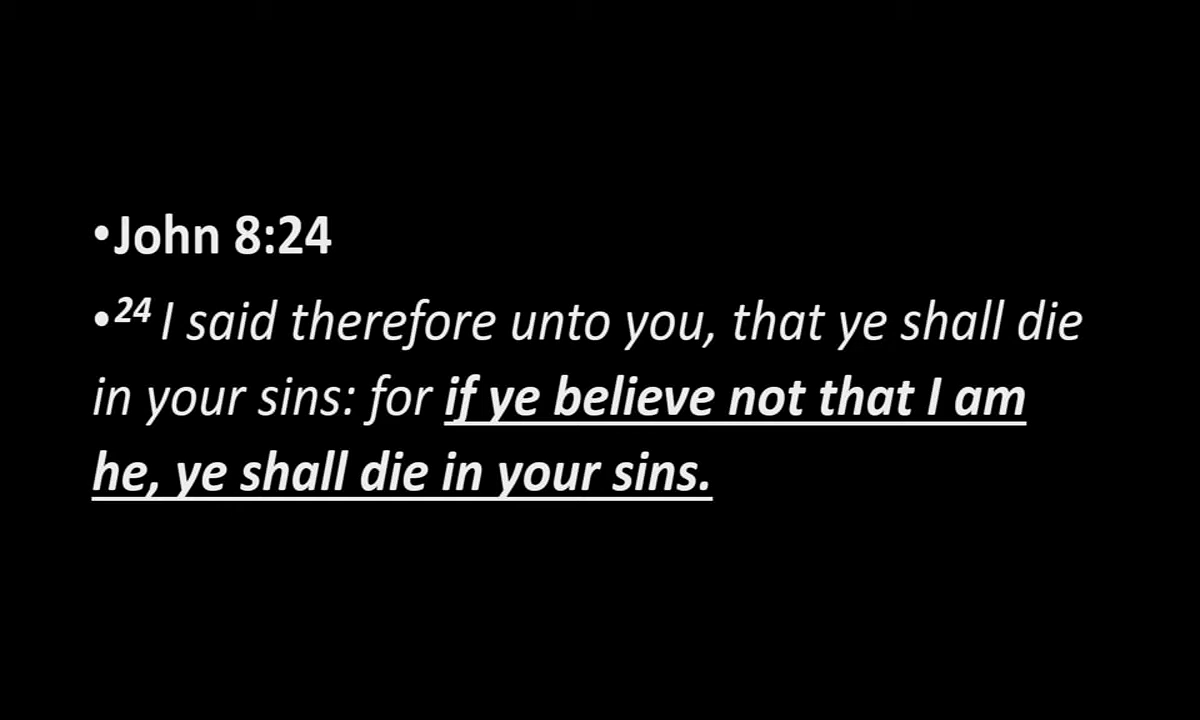 •John 8:24
•24 I said therefore unto you, that ye shall die
in your sins: for if ye believe not that I am
he, ye shall die in your sins.